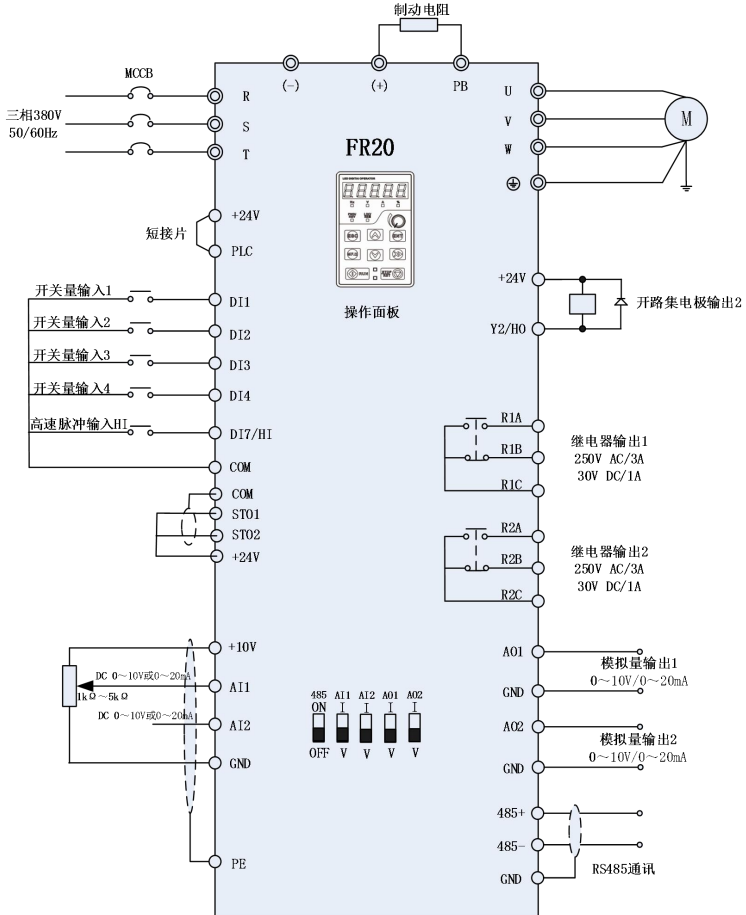 制动电阻
MCCB
(-)
(+)
PB
R
U
三相380V
50/60Hz
S
V
M
T
FR20
W
+24V
短接片
PLC
+24V
操作面板
开路集电极输出2
Y2/HO
开关量输入1
DI1
开关量输入2
DI2
开关量输入3
DI3
开关量输入4
DI4
高速脉冲输入HI
DI7/HI
COM
COM
STO1
STO2
+24V
R1A
R1B
R1C
继电器输出1
250V AC/3A
30V DC/1A
R2A
R2B
R2C
继电器输出2
250V AC/3A
30V DC/1A
+10V
DC 0～10V或0～20mA
AI1
1kΩ～5kΩ
DC 0～10V或0～20mA
AI2
GND
PE
485 AI1 AI2 AO1 AO2
ON I I I I
OFF V V V V
AO1
模拟量输出1
0～10V/0～20mA
GND
AO2
模拟量输出2
0～10V/0～20mA
GND
485+
485-
RS485通讯
GND